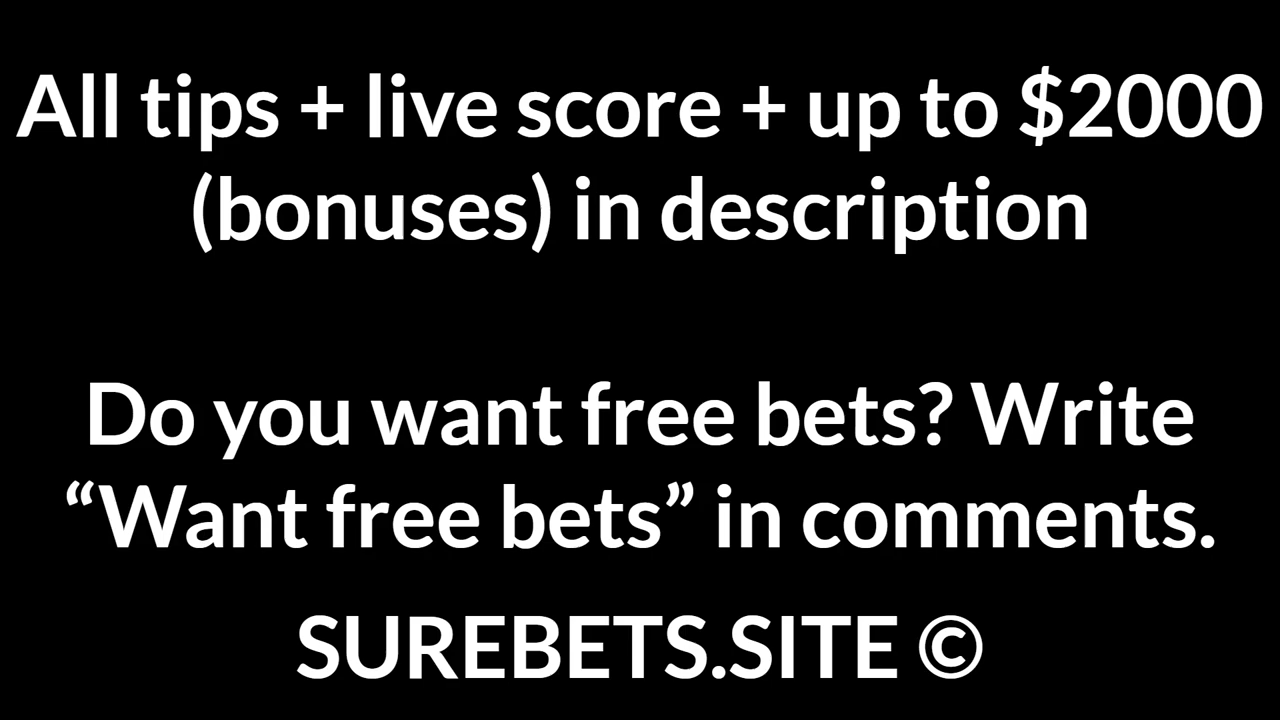 All tips + live score + up to $2000
(bonuses) in description
Do you want free bets? Write
“Want free bets” in comments.
SUREBETS.SITE ©